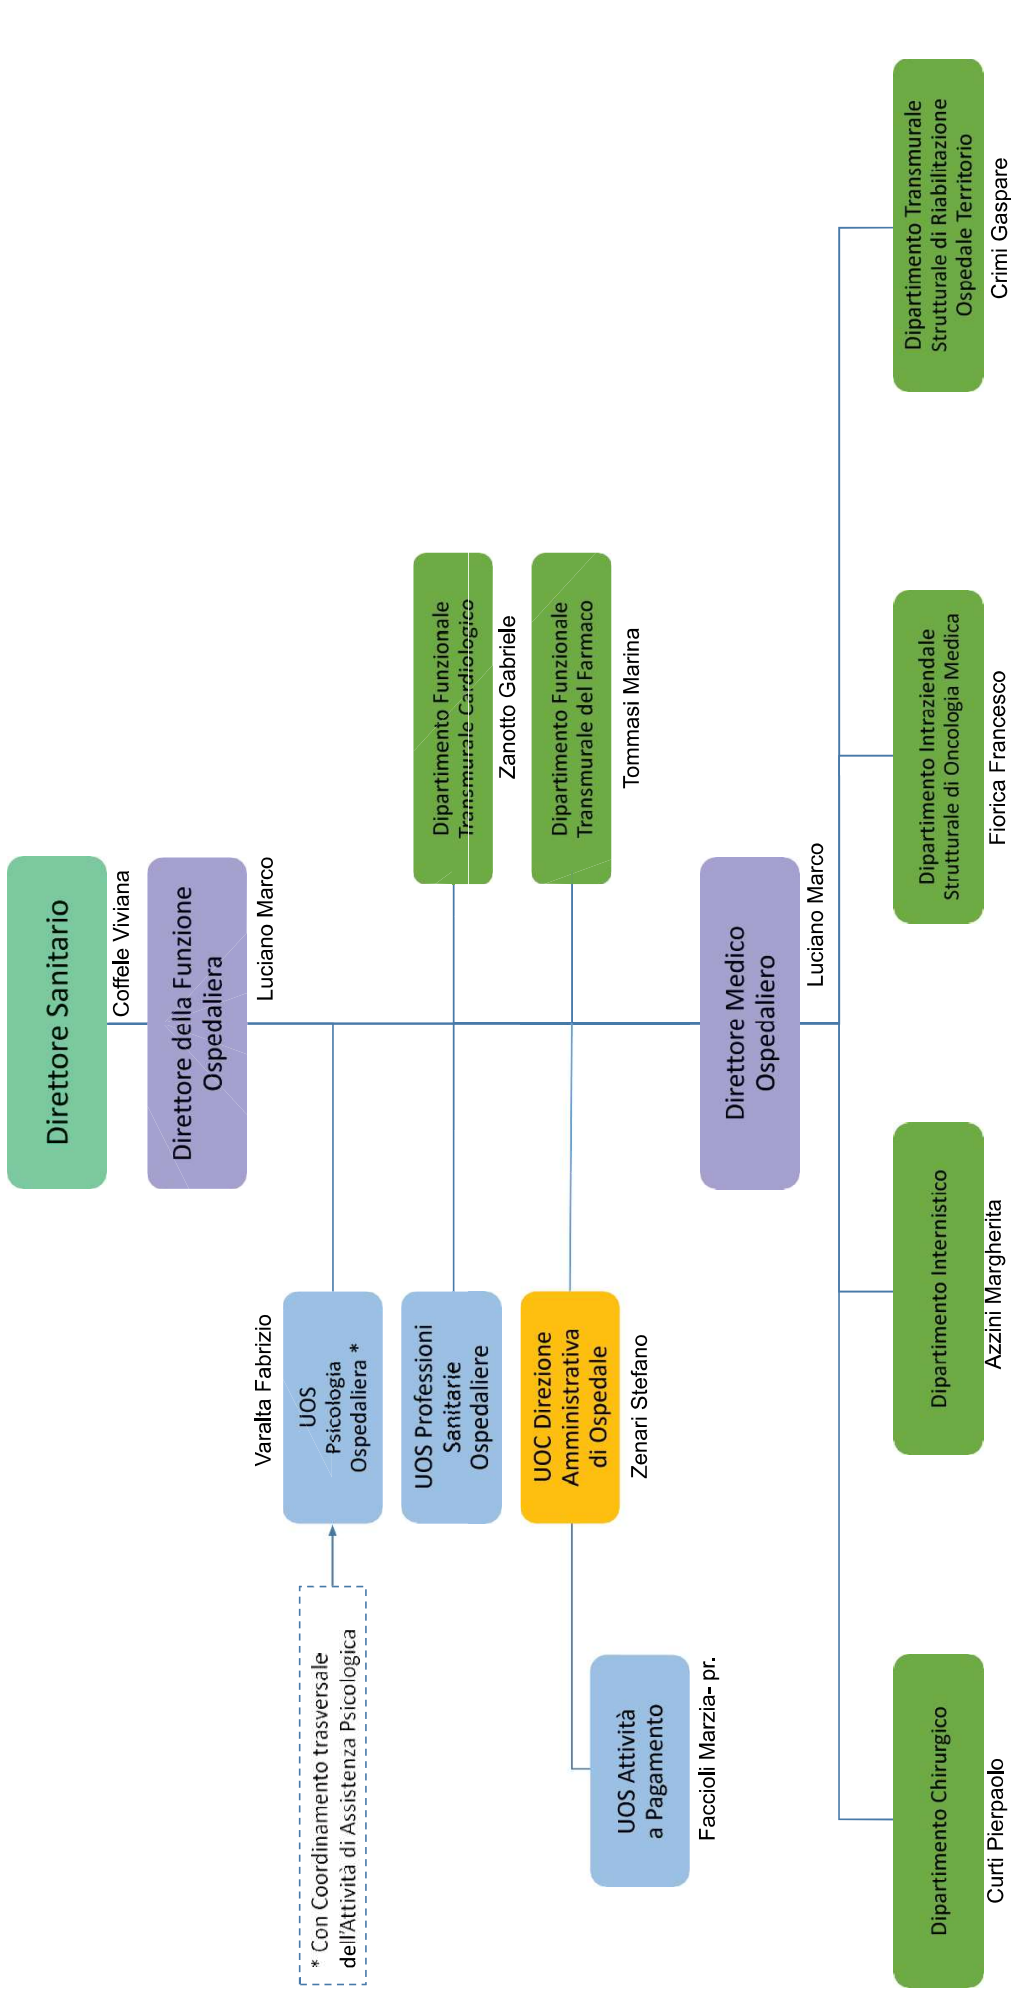 Direttore Sanitario
Coffele Viviana
Direttore della Funzione
Ospedaliera
Luciano Marco
Varalta Fabrizio
UOS
Psicologia
Ospedaliera *
* Con Coordinamento trasversale
dell'Attività di Assistenza Psicologica
UOS Professioni
Sanitarie
Ospedaliere
Dipartimento Funzionale
Transmurale Cardiologico
Zanotto Gabriele
UOC Direzione
Amministrativa
di Ospedale
Zenari Stefano
Dipartimento Funzionale
Transmurale del Farmaco
Tommasi Marina
UOS Attività
a Pagamento
Faccioli Marzia- pr.
Direttore Medico
Ospedaliero
Luciano Marco
Dipartimento Chirurgico
Curti Pierpaolo
Dipartimento Internistico
Azzini Margherita
Dipartimento Intraziendale
Strutturale di Oncologia Medica
Fiorica Francesco
Dipartimento Transmurale
Strutturale di Riabilitazione
Ospedale Territorio
Crimi Gaspare